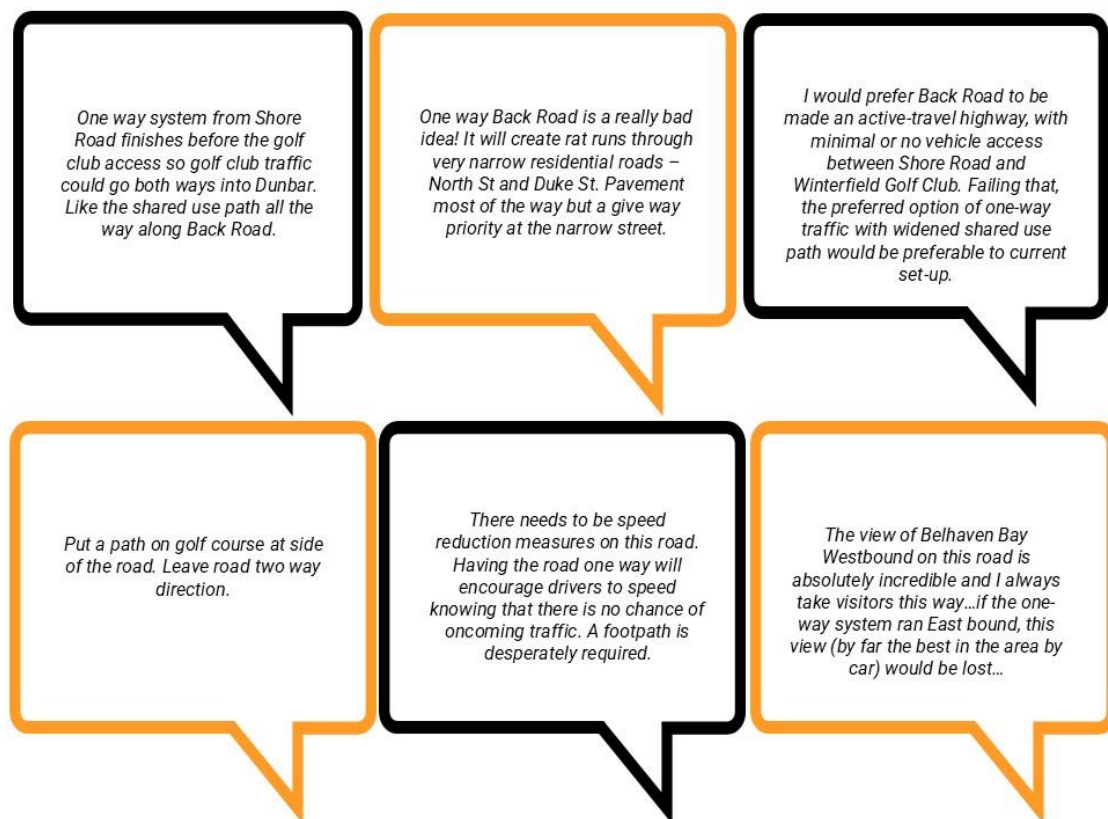 One way system from Shore
Road finishes before the golf
club access so golf club traffic
could go both ways into Dunbar.
Like the shared use path all the
way along Back Road.
One way Back Road is a really bad
idea! It will create rat runs through
very narrow residential roads –
North St and Duke St. Pavement
most of the way but a give way
priority at the narrow street.
I would prefer Back Road to be
made an active-travel highway, with
minimal or no vehicle access
between Shore Road and
Winterfield Golf Club. Failing that,
the preferred option of one-way
traffic with widened shared use
path would be preferable to current
set-up.
Put a path on golf course at side
of the road. Leave road two way
direction.
There needs to be speed
reduction measures on this road.
Having the road one way will
encourage drivers to speed
knowing that there is no chance of
oncoming traffic. A footpath is
desperately required.
The view of Belhaven Bay
Westbound on this road is
absolutely incredible and I always
take visitors this way…if the one-
way system ran East bound, this
view (by far the best in the area by
car) would be lost…